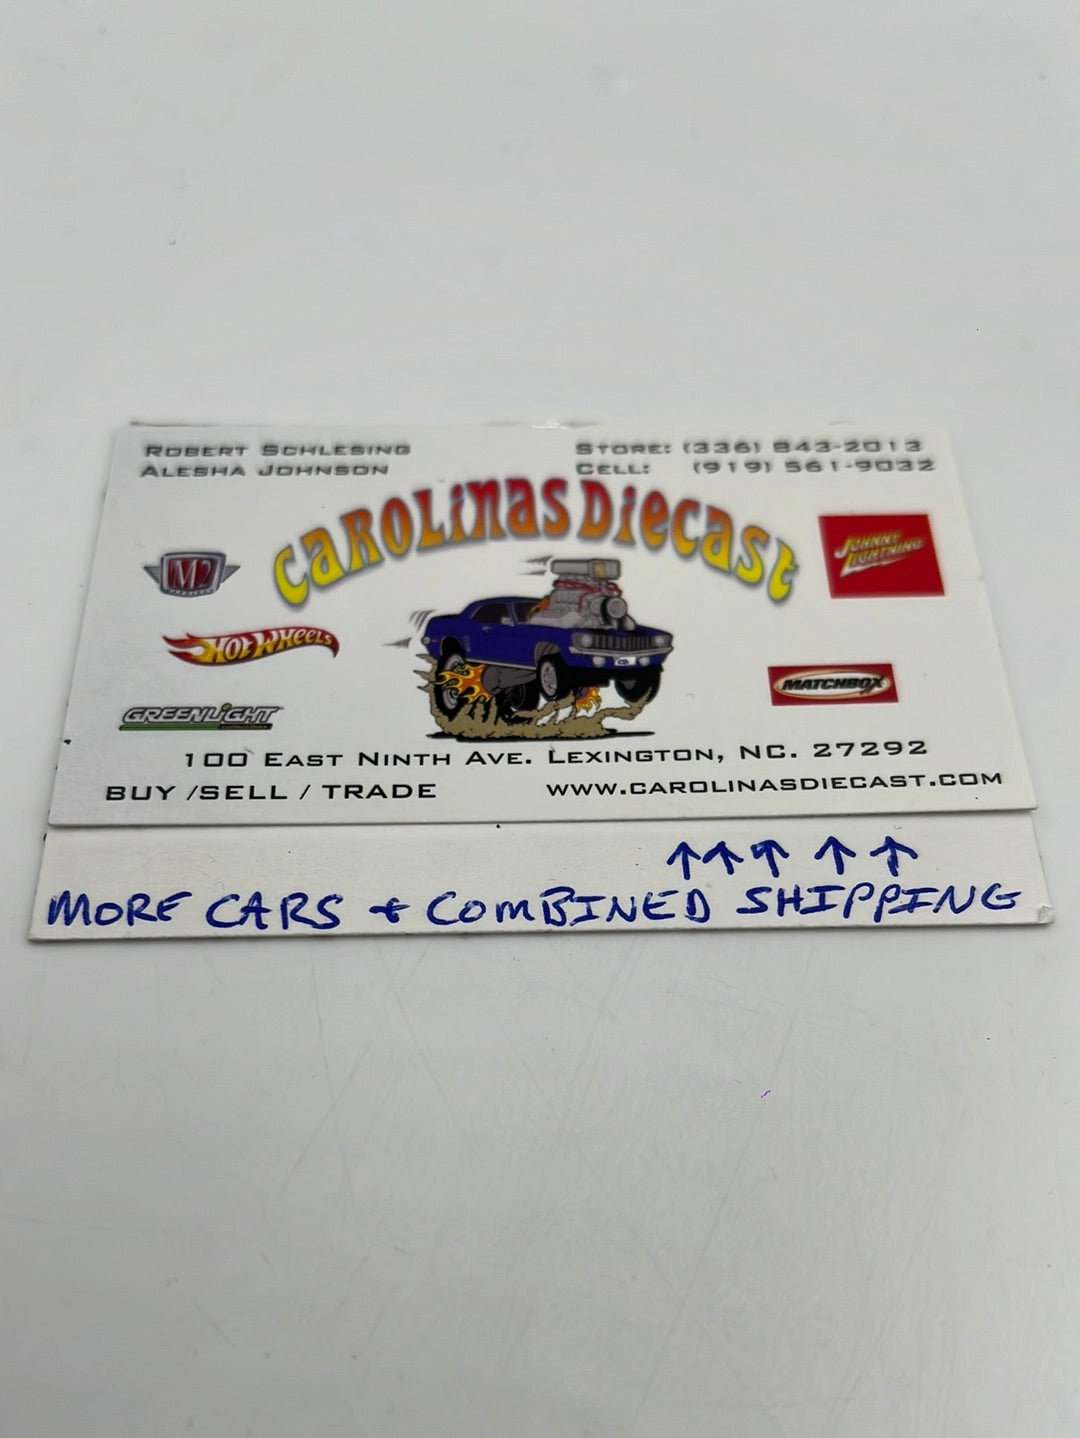 ROBERT SCHLESING
ALESHA JOHNSON
STORE: (336) 843-2013
CELL: (919) 561-9032
CAROLINAS DIECAST
M2
JOHNNY LIGHTNING
HOT WHEELS
MATCHBOX
GREENLIGHT
100 EAST NINTH AVE. LEXINGTON, NC. 27292
BUY /SELL / TRADE
WWW.CAROLINASDIECAST.COM
↑↑↑ ↑ ↑
MORE CARS + COMBINED SHIPPING